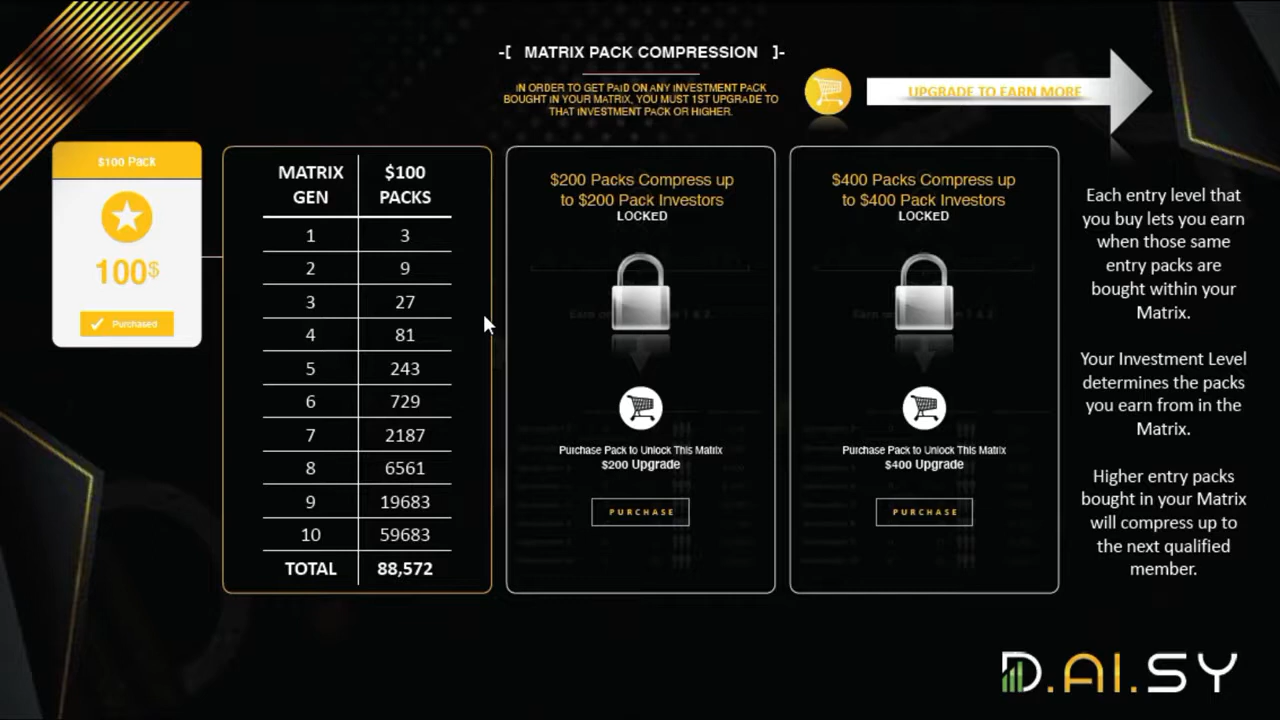 -[ MATRIX PACK COMPRESSION ]-
IN ORDER TO GET PAID ON ANY INVESTMENT PACK
BOUGHT IN YOUR MATRIX, YOU MUST 1ST UPGRADE TO
THAT INVESTMENT PACK OR HIGHER.
UPGRADE TO EARN MORE
$100 Pack
100$
Purchased
MATRIX GEN $100 PACKS
1 3
2 9
3 27
4 81
5 243
6 729
7 2187
8 6561
9 19683
10 59683
TOTAL 88,572
$200 Packs Compress up
to $200 Pack Investors
LOCKED
Purchase Pack to Unlock This Matrix
$200 Upgrade
PURCHASE
$400 Packs Compress up
to $400 Pack Investors
LOCKED
Purchase Pack to Unlock This Matrix
$400 Upgrade
PURCHASE
Each entry level that
you buy lets you earn
when those same
entry packs are
bought within your
Matrix.
Your Investment Level
determines the packs
you earn from in the
Matrix.
Higher entry packs
bought in your Matrix
will compress up to
the next qualified
member.
D.AI.SY